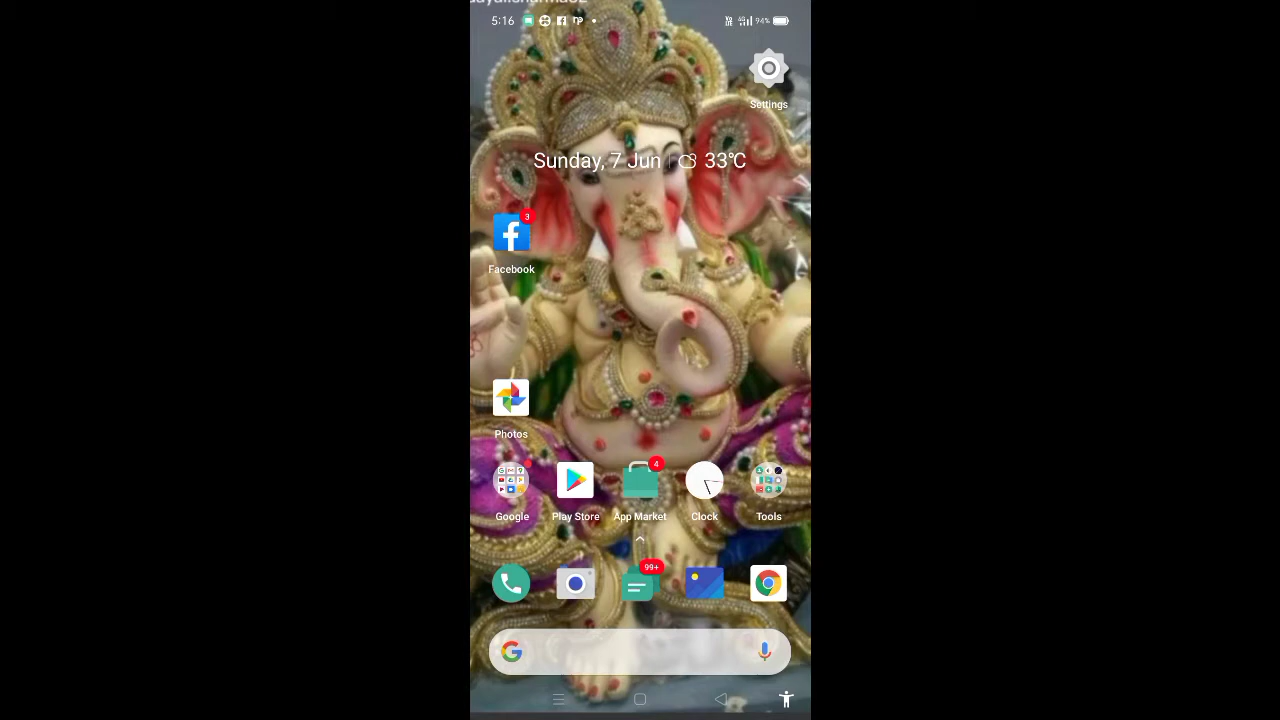 5:16 94%
Settings
Sunday, 7 Jun 33°C
3
Facebook
Photos
4
Google Play Store App Market Clock Tools
99+